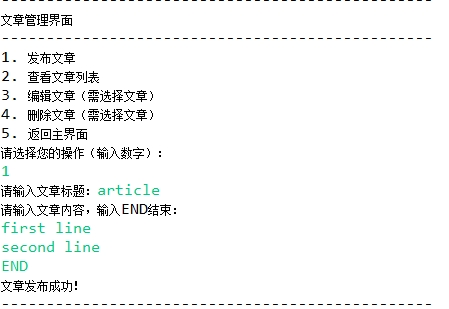 ------------------------------------------------
文章管理界面
------------------------------------------------
1. 发布文章
2. 查看文章列表
3. 编辑文章（需选择文章）
4. 删除文章（需选择文章）
5. 返回主界面
请选择您的操作（输入数字）：
1
请输入文章标题：article
请输入文章内容，输入END结束：
first line
second line
END
文章发布成功！
------------------------------------------------